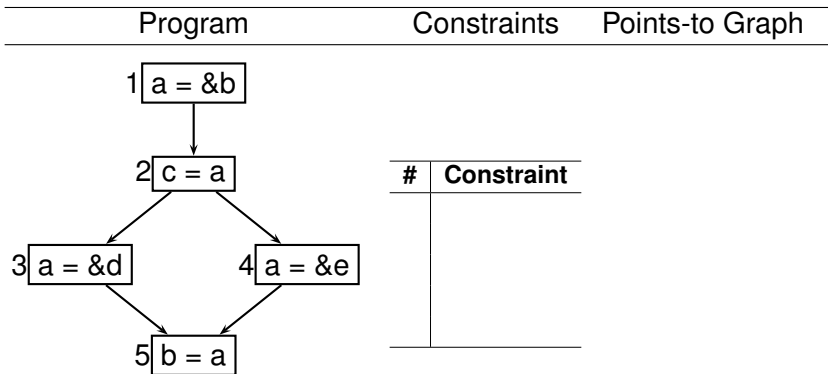 Program Constraints Points-to Graph
1 a = &b
2 c = a
# Constraint
3 a = &d 4 a = &e
5 b = a